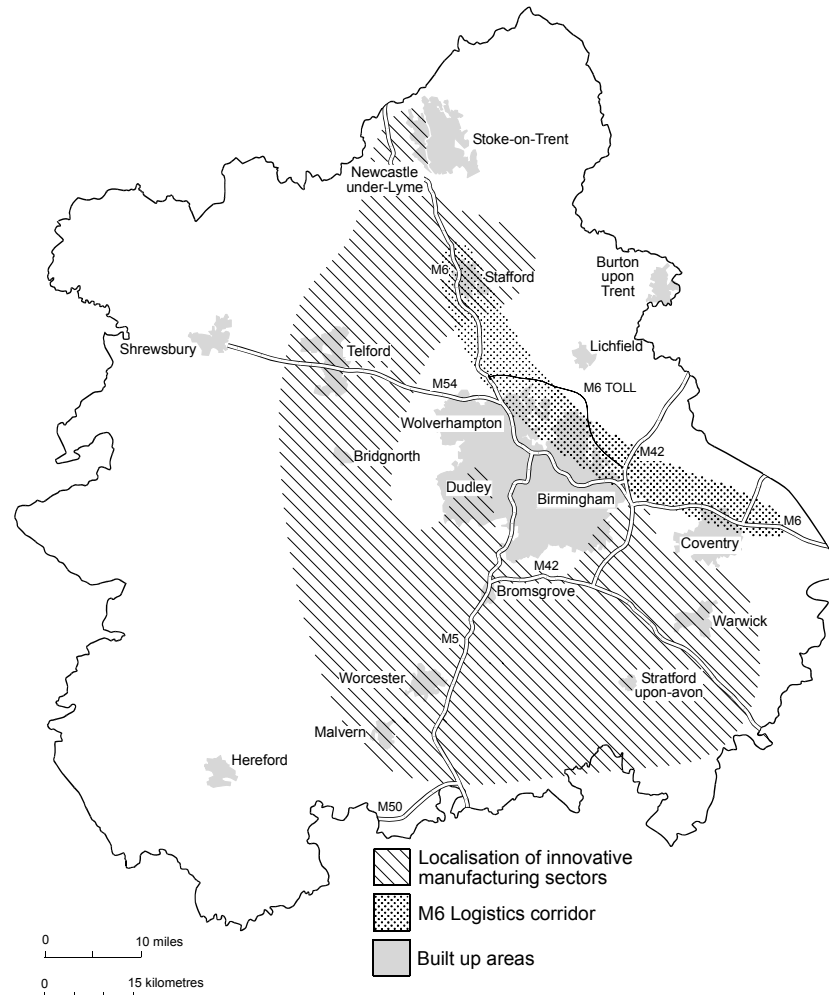 Stoke-on-Trent
Newcastle
under-Lyme
M6
Stafford
Burton
upon
Trent
Shrewsbury
Telford
Lichfield
M54
M6 TOLL
Wolverhampton
Bridgnorth
M42
Dudley
Birmingham
M6
Coventry
M42
Bromsgrove
Warwick
M5
Worcester
Stratford
upon-avon
Malvern
Hereford
M50
Localisation of innovative
manufacturing sectors
M6 Logistics corridor
Built up areas
0 10 miles
0 15 kilometres